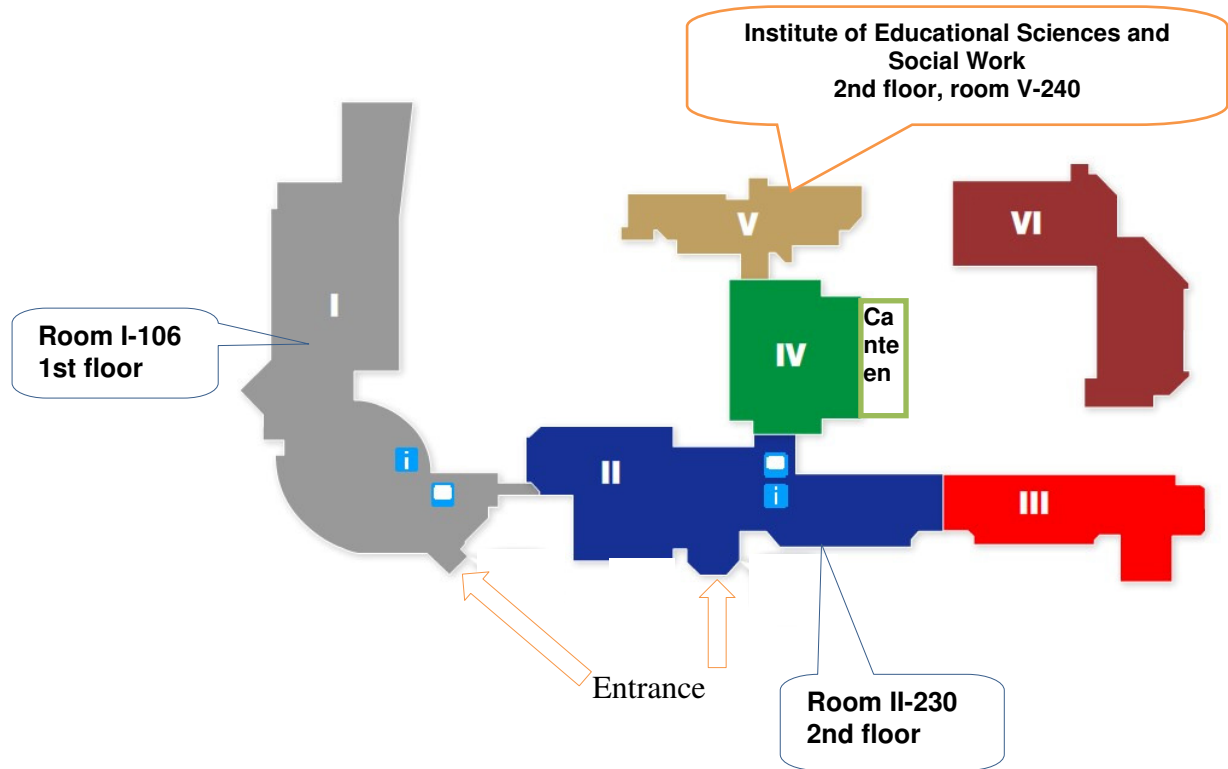 Institute of Educational Sciences and
Social Work
2nd floor, room V-240
V
VI
I
Room I-106
1st floor
IV
Ca
nte
en
i
II
i
III
Entrance
Room II-230
2nd floor